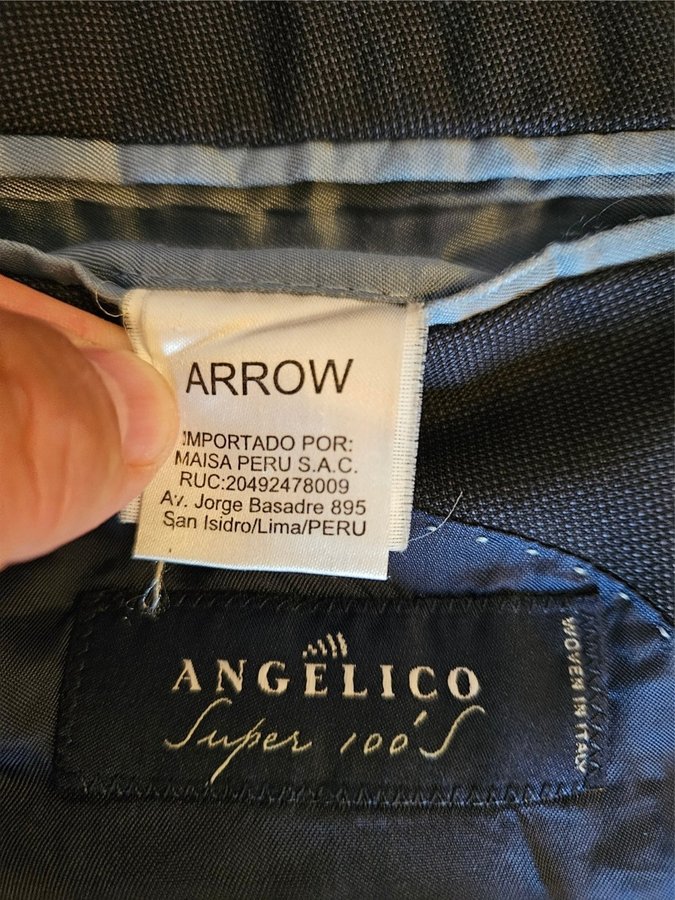 ARROW
IMPORTADO POR:
MAISA PERU S.A.C.
RUC:20492478009
Av. Jorge Basadre 895
San Isidro/Lima/PERU
ANGELICO
Super 100'S
WOVEN IN ITALY